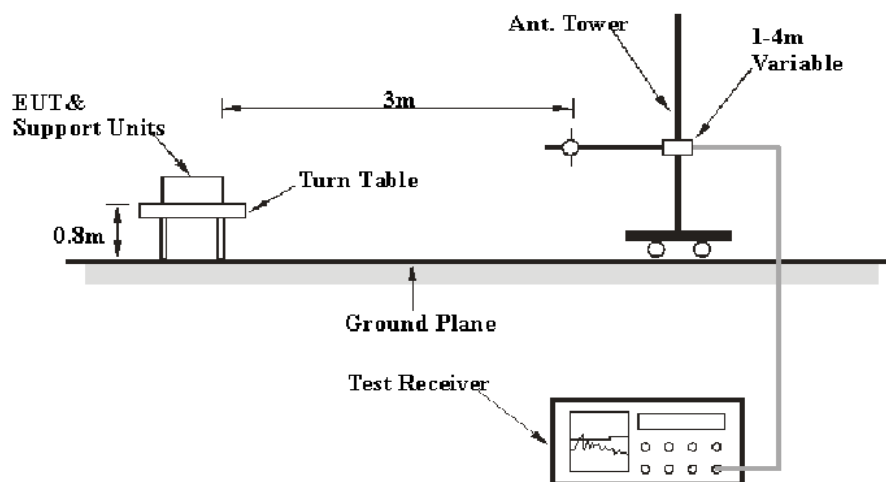 Ant. Tower
1-4m
Variable
3m
EUT&
Support Units
Turn Table
0.8m
Ground Plane
Test Receiver